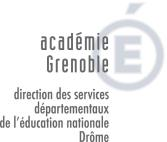 académie
Grenoble
É
direction des services
départementaux
de l'éducation nationale
Drôme